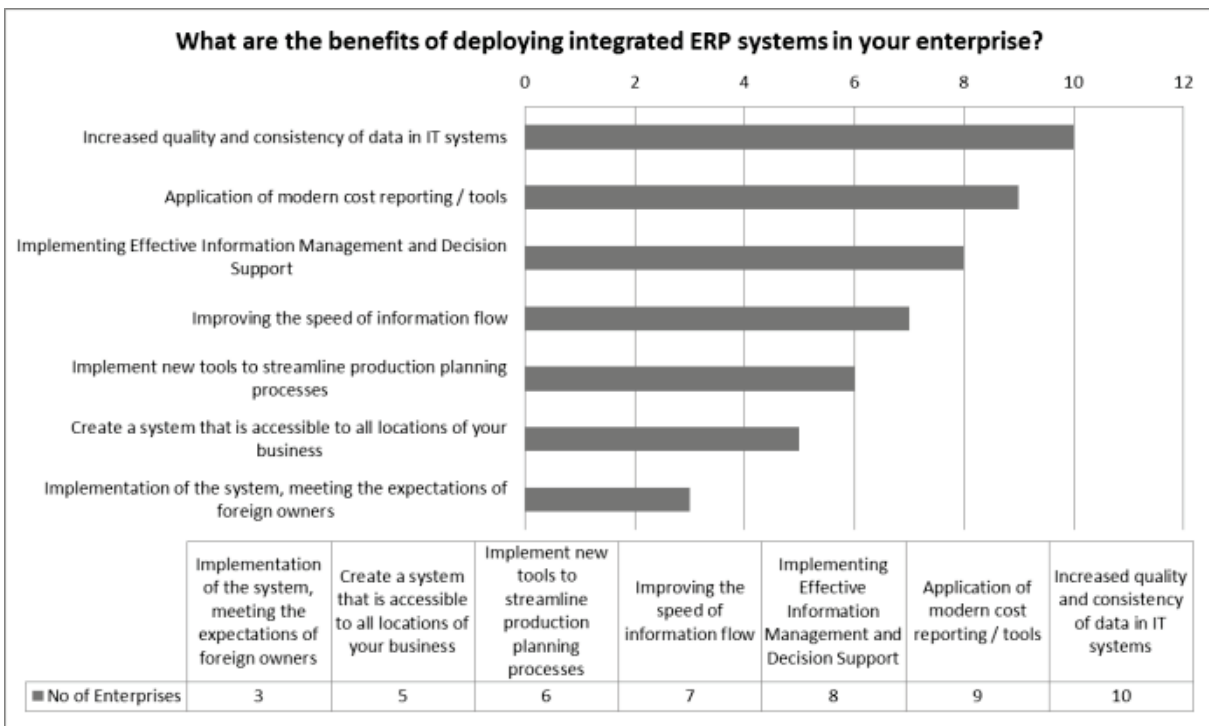 What are the benefits of deploying integrated ERP systems in your enterprise?
0 2 4 6 8 10 12
Increased quality and consistency of data in IT systems
Application of modern cost reporting / tools
Implementing Effective Information Management and Decision
Support
Improving the speed of information flow
Implement new tools to streamline production planning
processes
Create a system that is accessible to all locations of your
business
Implementation of the system, meeting the expectations of
foreign owners
Implementation
of the system,
meeting the
expectations of
foreign owners
Create a system
that is accessible
to all locations of
your business
Implement new
tools to
streamline
production
planning
processes
Improving the
speed of
information flow
Implementing
Effective
Information
Management and
Decision Support
Application of
modern cost
reporting / tools
Increased quality
and consistency
of data in IT
systems
No of Enterprises 3 5 6 7 8 9 10